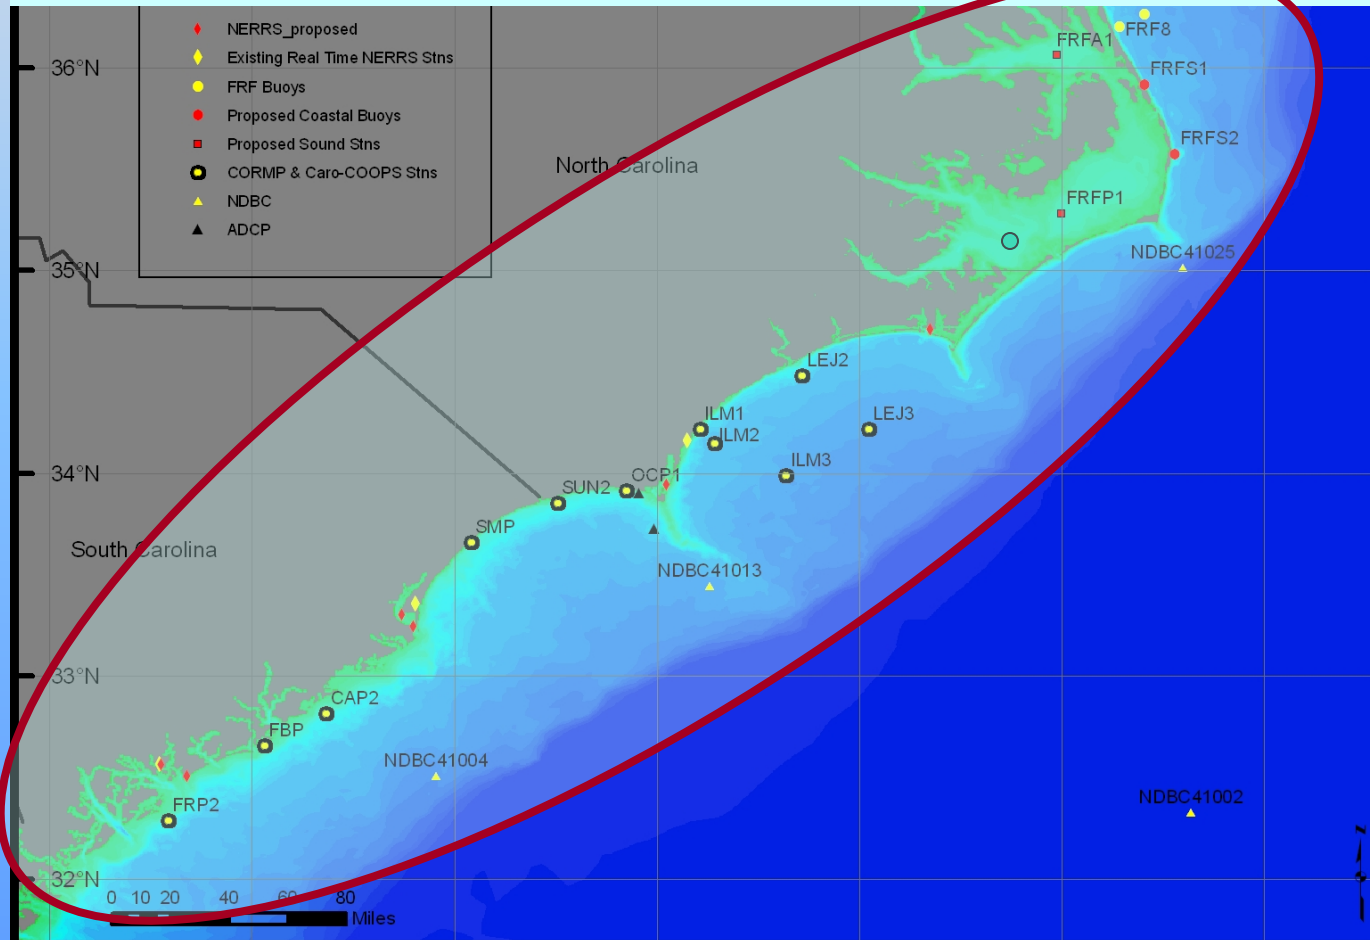 NERRS_proposed
Existing Real Time NERRS Stns
FRF Buoys
Proposed Coastal Buoys
Proposed Sound Stns
CORMP & Caro-COOPS Stns
NDBC
ADCP
FRF8
FRFA1
36°N
FRFS1
FRFS2
North Carolina
FRFP1
NDBC41025
35°N
LEJ2
ILM1
LEJ3
ILM2
ILM3
34°N
OCP1
SUN2
SMP
South Carolina
NDBC41013
33°N
CAP2
FBP
NDBC41004
NDBC41002
FRP2
32°N
0 10 20 40 60 80
Miles